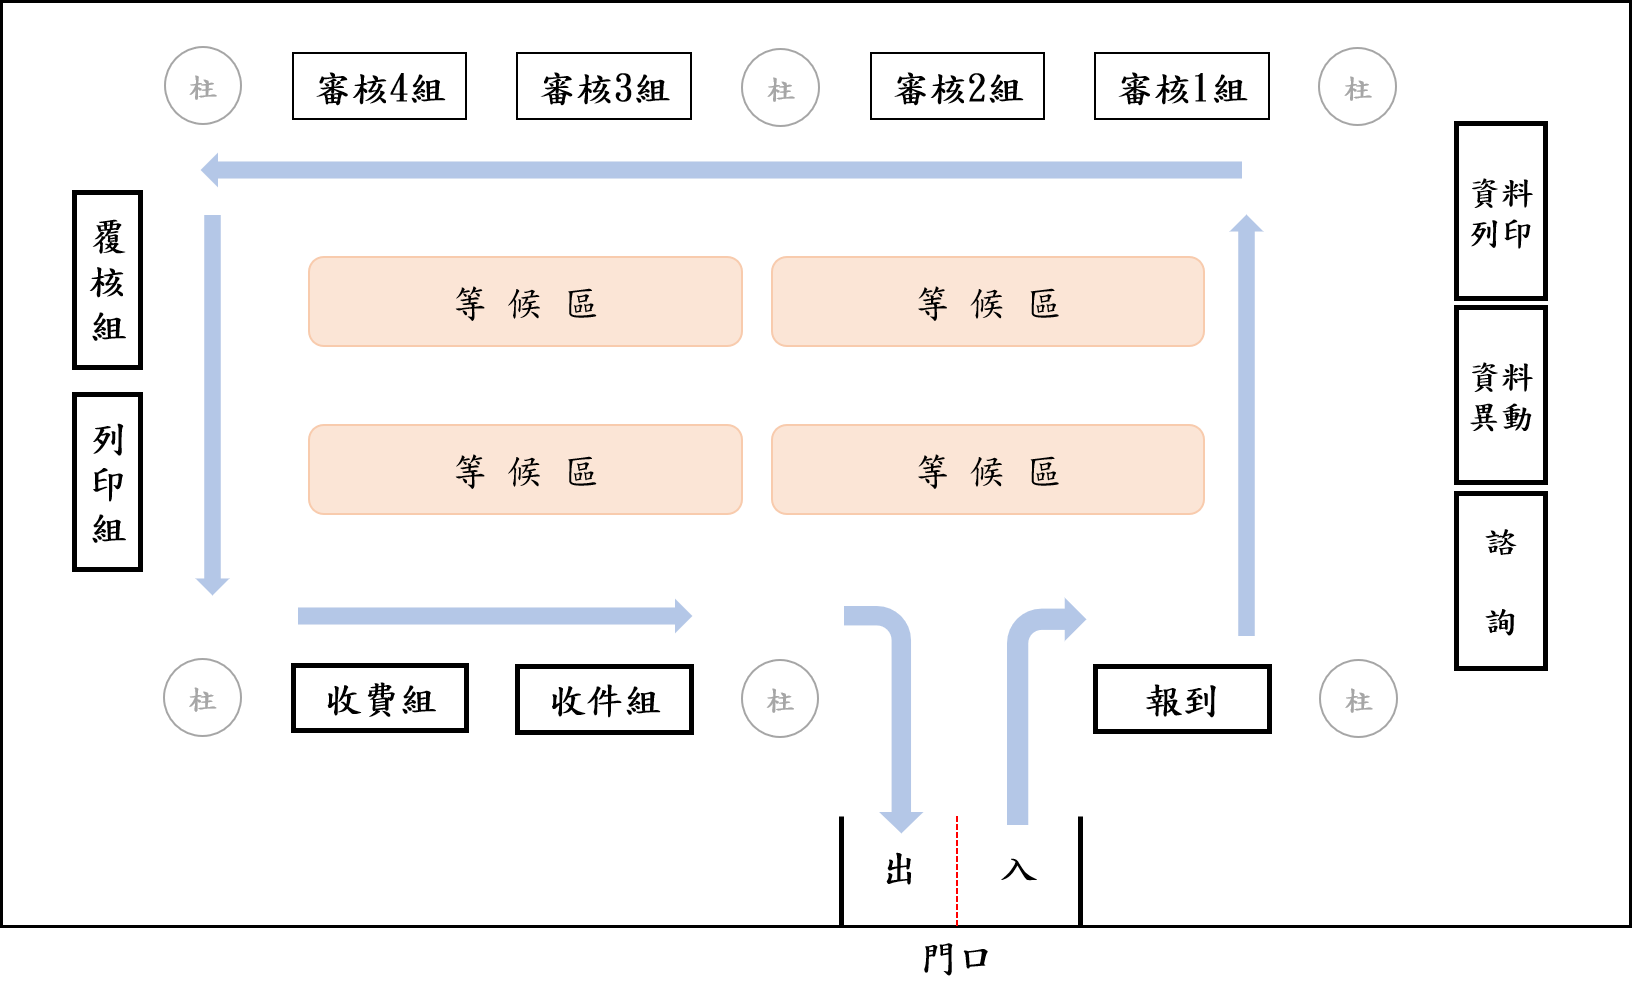 柱
審核4組
審核3組
柱
審核2組
審核1組
柱
資料
列印
覆
核
組
等候區
等候區
資料
異動
列
印
組
等候區
等候區
諮
詢
柱
收費組
收件組
柱
報到
柱
出
入
門口